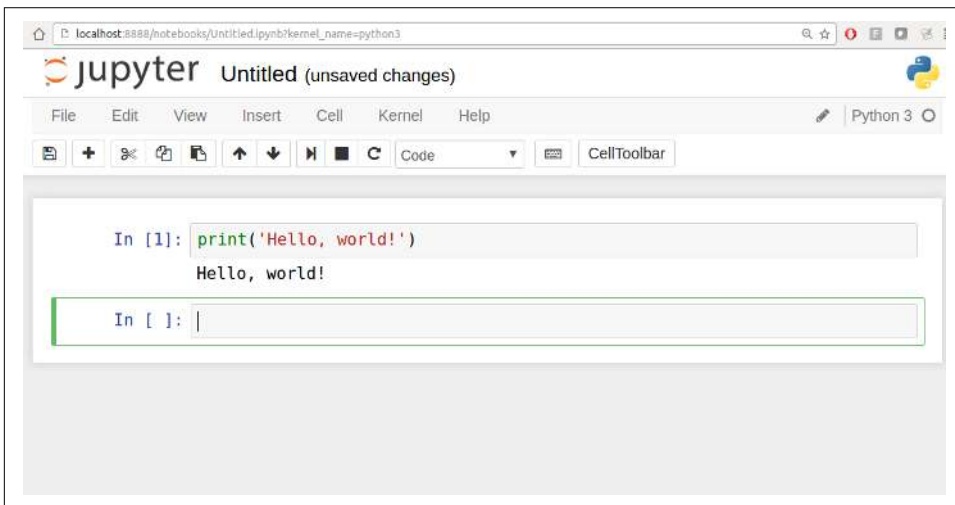 localhost:8888/notebooks/Untitled.ipynb?kernel_name=python3
jupyter Untitled (unsaved changes)
File Edit View Insert Cell Kernel Help Python 3
Code CellToolbar
In [1]: print('Hello, world!')
Hello, world!
In [ ]: